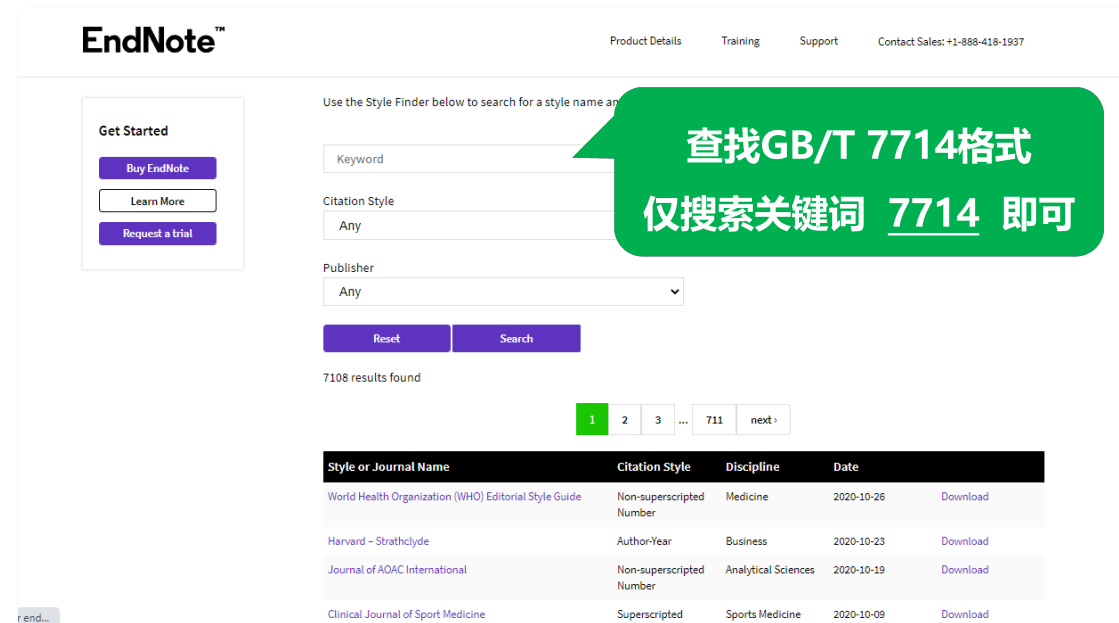 EndNote™
Product Details Training Support Contact Sales: +1-888-418-1937
Get Started
Buy EndNote
Learn More
Request a trial
Use the Style Finder below to search for a style name
查找GB/T 7714格式
仅搜索关键词 7714 即可
Keyword
Citation Style
Any
Publisher
Any
Reset Search
7108 results found
1 2 3 ... 711 next ›
Style or Journal Name Citation Style Discipline Date
World Health Organization (WHO) Editorial Style Guide Non-superscripted Medicine 2020-10-26 Download
Number
Harvard – Strathclyde Author-Year Business 2020-10-23 Download
Journal of AOAC International Non-superscripted Analytical Sciences 2020-10-19 Download
Number
Clinical Journal of Sport Medicine Superscripted Sports Medicine 2020-10-09 Download
r end...